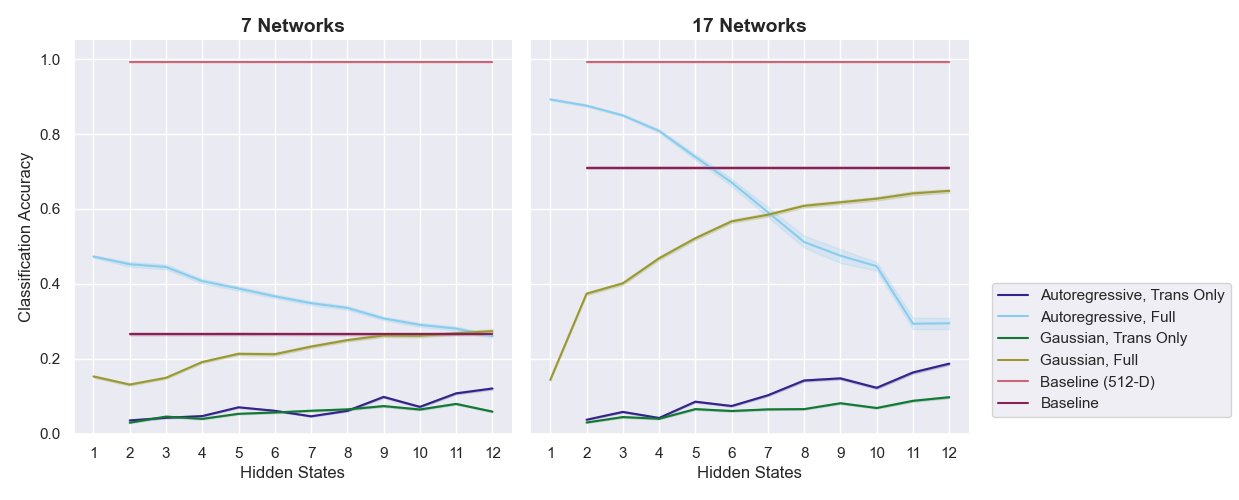 7 Networks
17 Networks
Classification Accuracy
1.0
0.8
0.6
0.4
0.2
0.0
1 2 3 4 5 6 7 8 9 10 11 12
Hidden States
1 2 3 4 5 6 7 8 9 10 11 12
Hidden States
Autoregressive, Trans Only
Autoregressive, Full
Gaussian, Trans Only
Gaussian, Full
Baseline (512-D)
Baseline